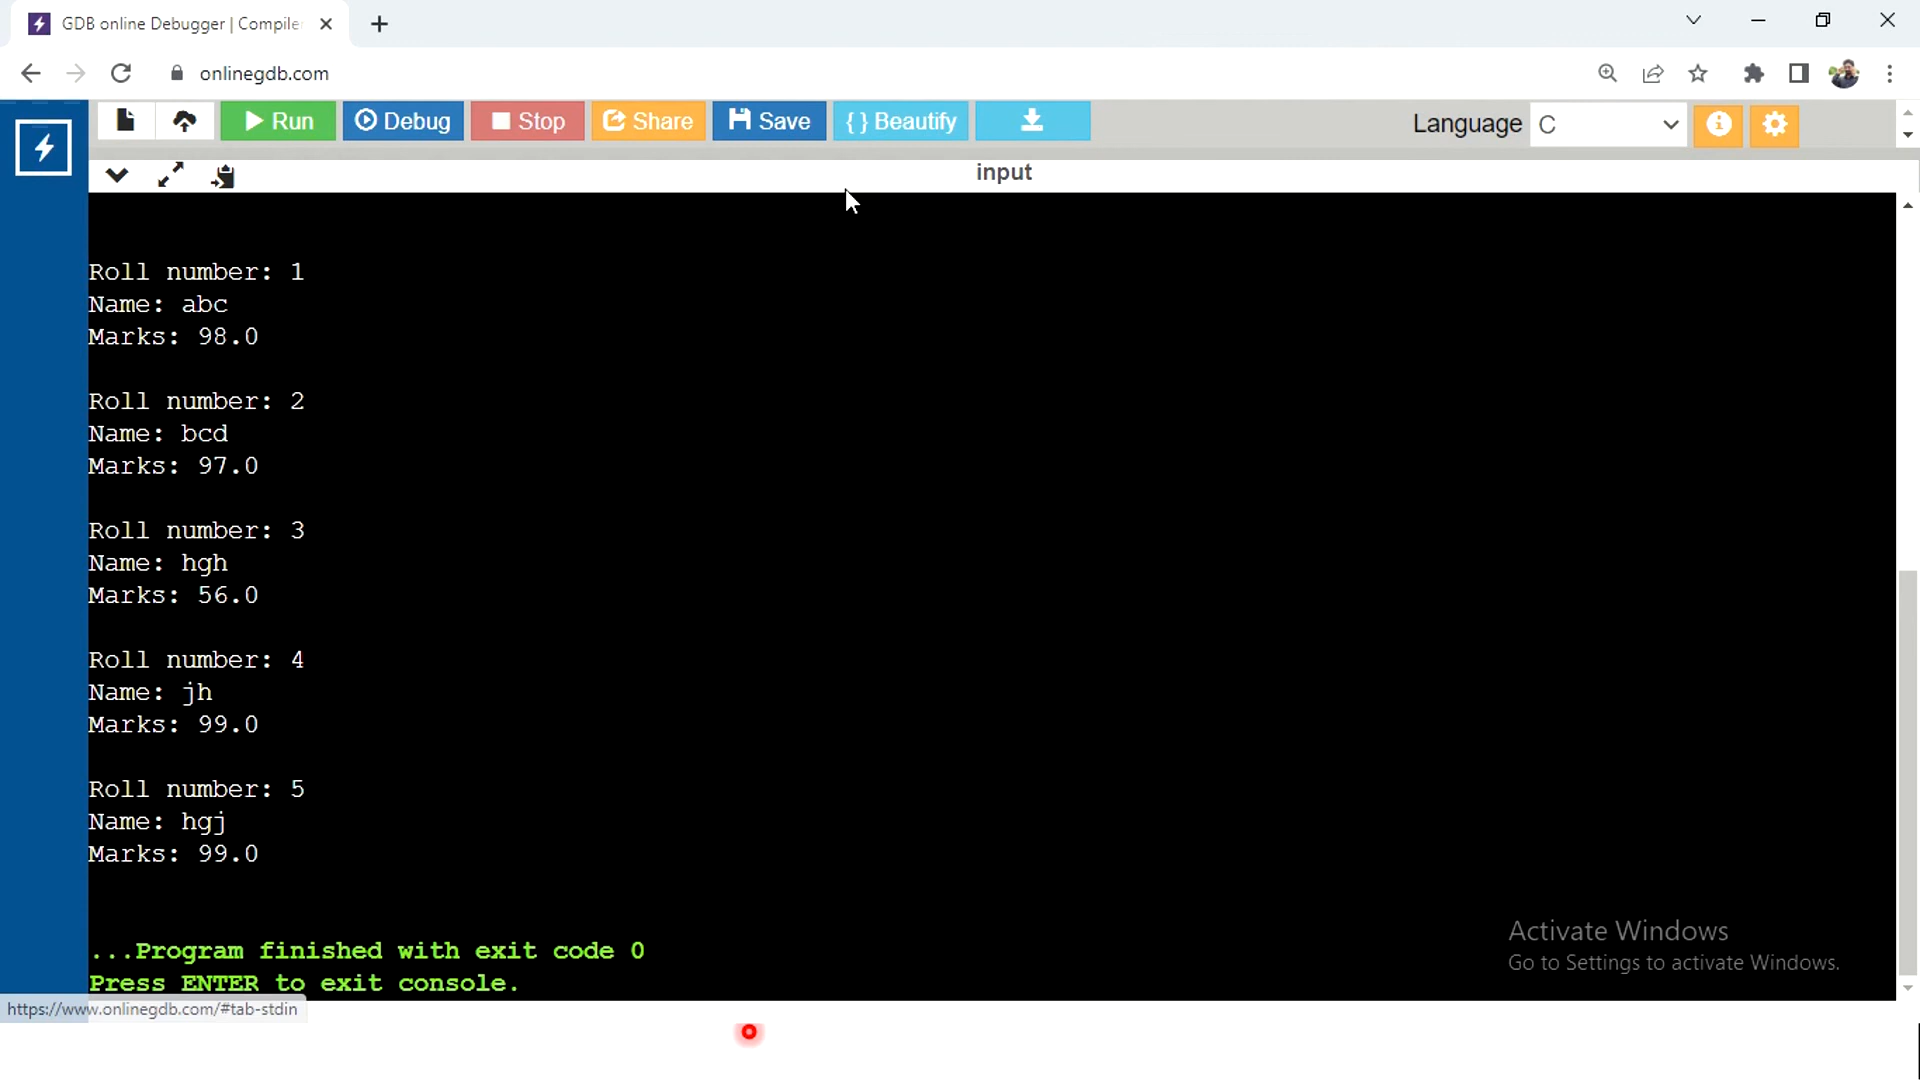 GDB online Debugger | Compile
onlinegdb.com
Run Debug Stop Share Save { } Beautify Language C
input
Roll number: 1
Name: abc
Marks: 98.0
Roll number: 2
Name: bcd
Marks: 97.0
Roll number: 3
Name: hgh
Marks: 56.0
Roll number: 4
Name: jh
Marks: 99.0
Roll number: 5
Name: hgj
Marks: 99.0
...Program finished with exit code 0
Press ENTER to exit console.
Activate Windows
Go to Settings to activate Windows.
https://www.onlinegdb.com/#tab-stdin